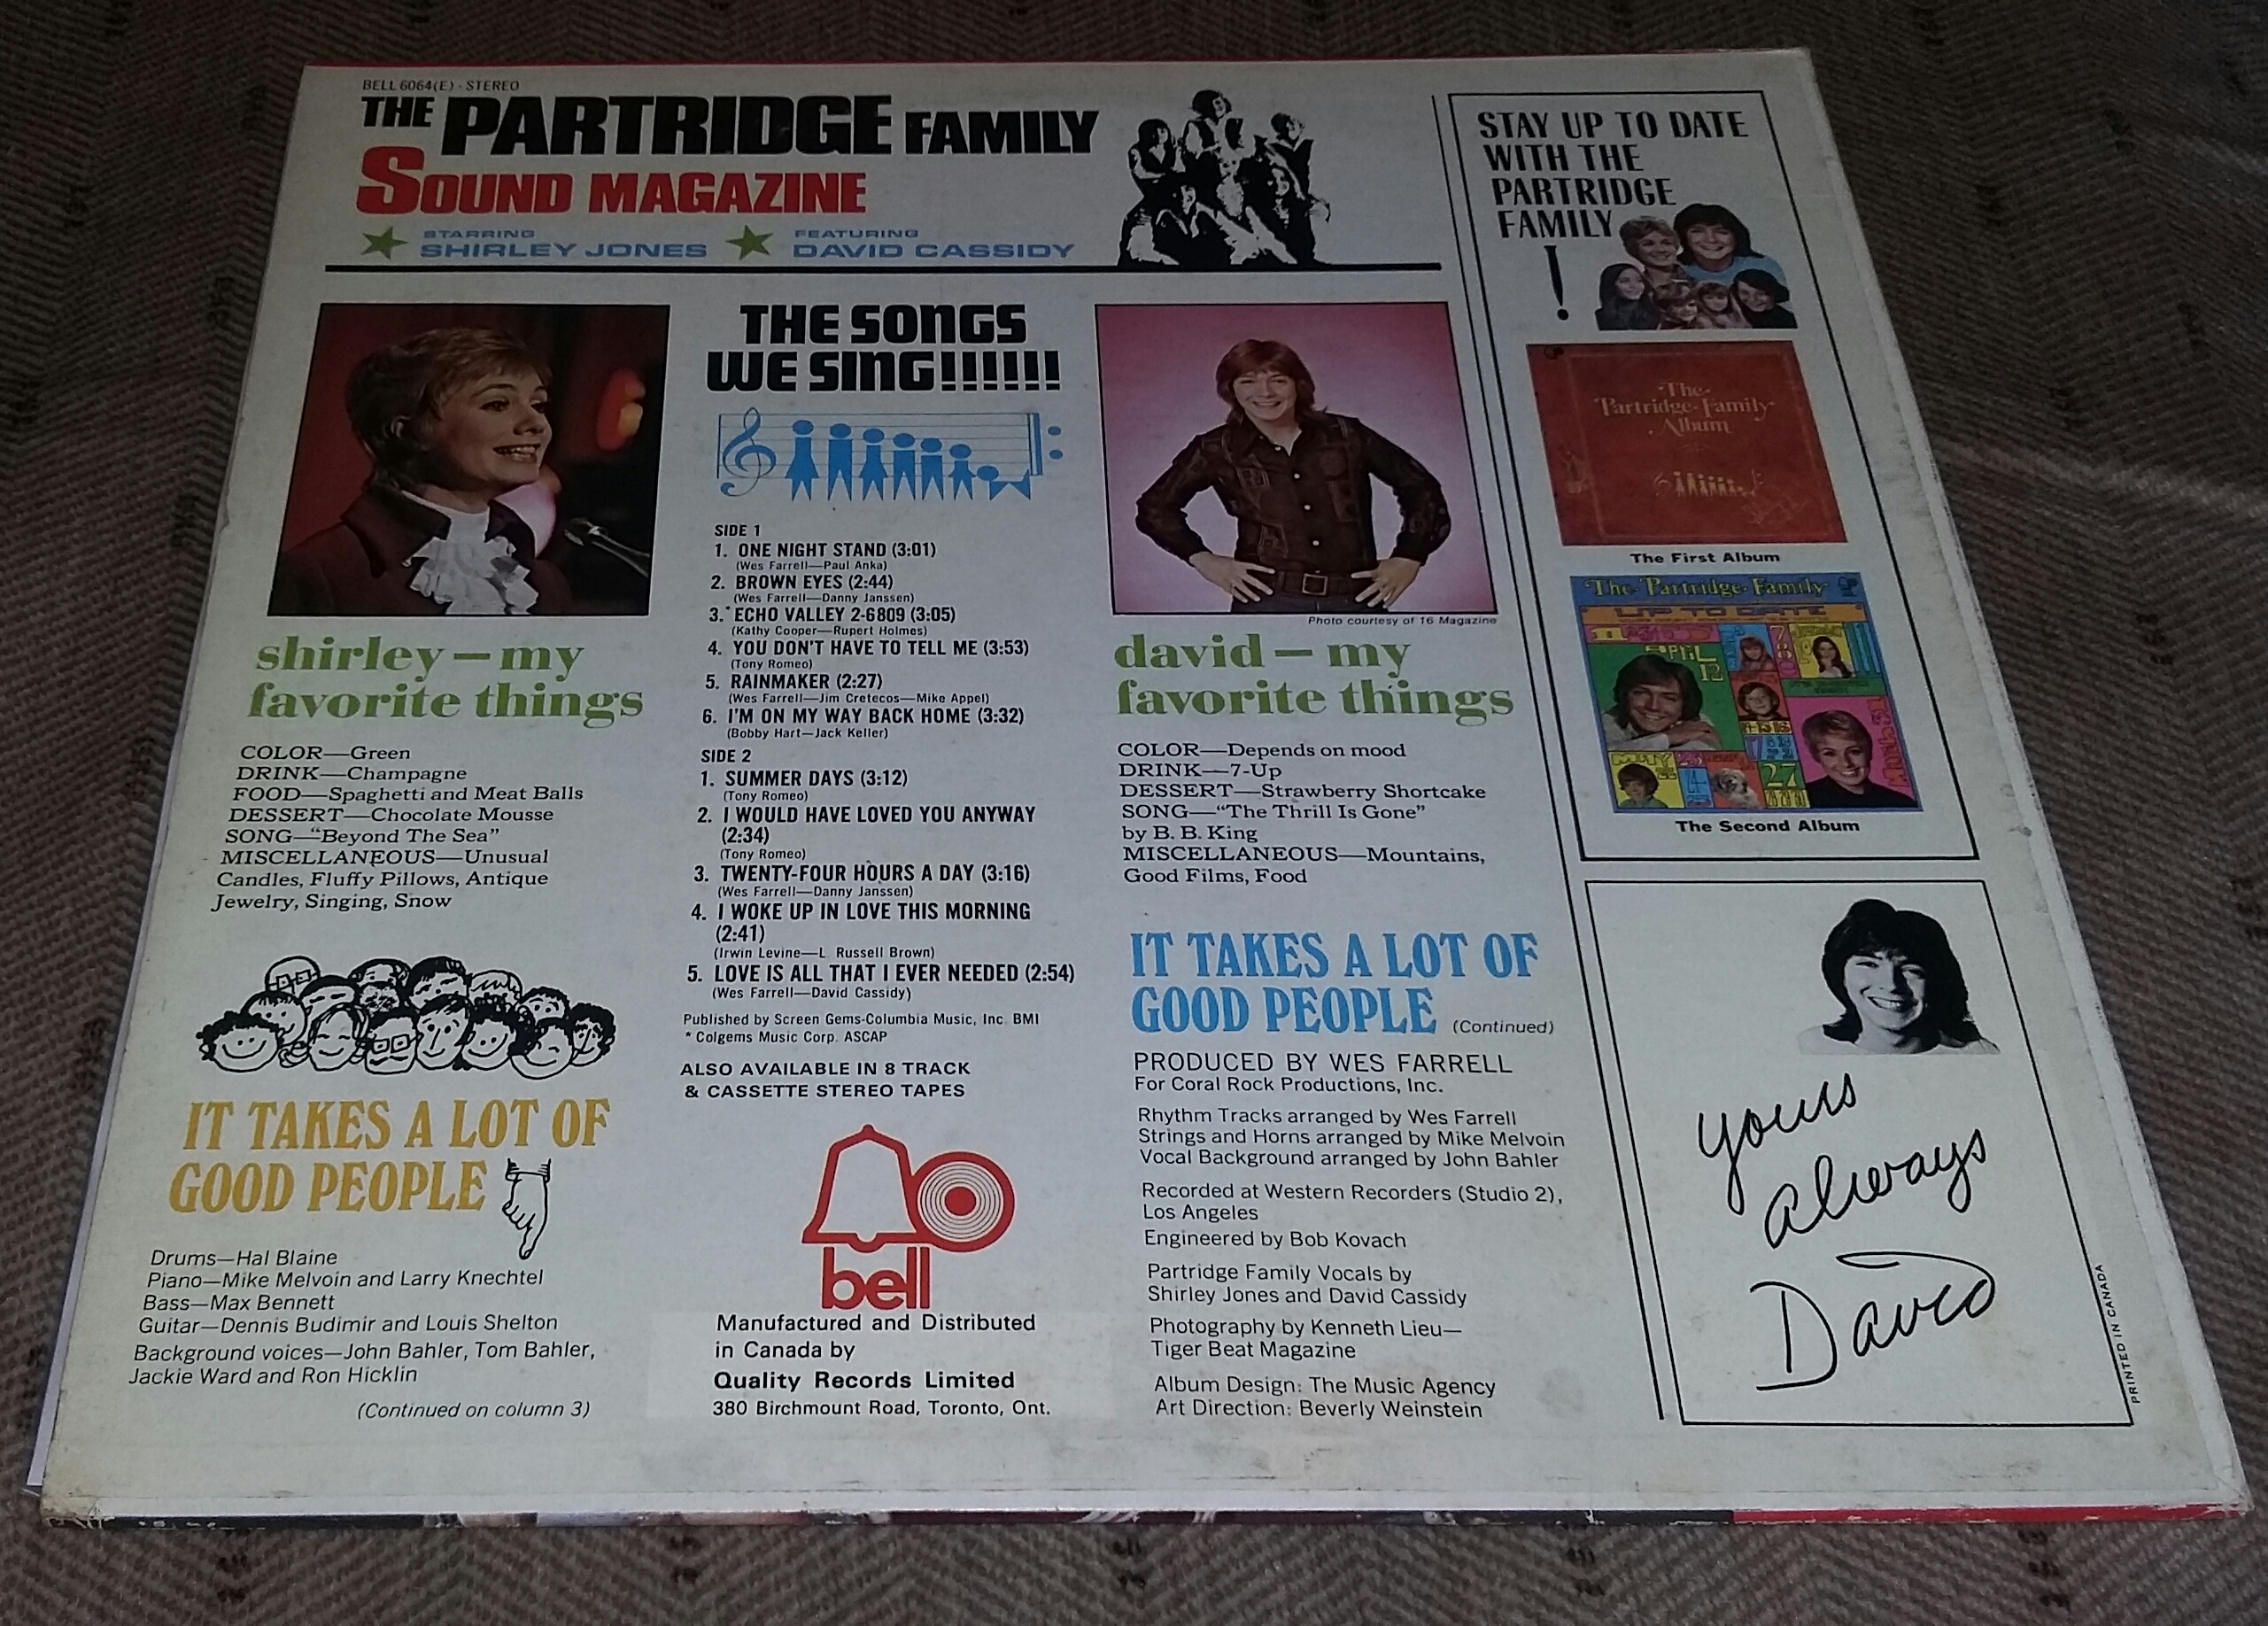 BELL 6064(E) - STEREO
THE PARTRIDGE FAMILY
SOUND MAGAZINE
STARRING
SHIRLEY JONES
FEATURING
DAVID CASSIDY
shirley — my
favorite things
COLOR—Green
DRINK—Champagne
FOOD—Spaghetti and Meat Balls
DESSERT—Chocolate Mousse
SONG—“Beyond The Sea”
MISCELLANEOUS—Unusual
Candles, Fluffy Pillows, Antique
Jewelry, Singing, Snow
IT TAKES A LOT OF
GOOD PEOPLE
Drums—Hal Blaine
Piano—Mike Melvoin and Larry Knechtel
Bass—Max Bennett
Guitar—Dennis Budimir and Louis Shelton
Background voices—John Bahler, Tom Bahler,
Jackie Ward and Ron Hicklin
(Continued on column 3)
THE SONGS
WE SING!!!!!!
SIDE 1
1. ONE NIGHT STAND (3:01)
(Wes Farrell—Paul Anka)
2. BROWN EYES (2:44)
(Wes Farrell—Danny Janssen)
3.* ECHO VALLEY 2-6809 (3:05)
(Kathy Cooper—Rupert Holmes)
4. YOU DON'T HAVE TO TELL ME (3:53)
(Tony Romeo)
5. RAINMAKER (2:27)
(Wes Farrell—Jim Cretecos—Mike Appel)
6. I'M ON MY WAY BACK HOME (3:32)
(Bobby Hart—Jack Keller)
SIDE 2
1. SUMMER DAYS (3:12)
(Tony Romeo)
2. I WOULD HAVE LOVED YOU ANYWAY
(2:34)
(Tony Romeo)
3. TWENTY-FOUR HOURS A DAY (3:16)
(Wes Farrell—Danny Janssen)
4. I WOKE UP IN LOVE THIS MORNING
(2:41)
(Irwin Levine—L. Russell Brown)
5. LOVE IS ALL THAT I EVER NEEDED (2:54)
(Wes Farrell—David Cassidy)
Published by Screen Gems-Columbia Music, Inc. BMI
* Colgems Music Corp. ASCAP
ALSO AVAILABLE IN 8 TRACK
& CASSETTE STEREO TAPES
bell
Manufactured and Distributed
in Canada by
Quality Records Limited
380 Birchmount Road, Toronto, Ont.
Photo courtesy of 16 Magazine
david — my
favorite things
COLOR—Depends on mood
DRINK—7-Up
DESSERT—Strawberry Shortcake
SONG—“The Thrill Is Gone”
by B. B. King
MISCELLANEOUS—Mountains,
Good Films, Food
IT TAKES A LOT OF
GOOD PEOPLE (Continued)
PRODUCED BY WES FARRELL
For Coral Rock Productions, Inc.
Rhythm Tracks arranged by Wes Farrell
Strings and Horns arranged by Mike Melvoin
Vocal Background arranged by John Bahler
Recorded at Western Recorders (Studio 2),
Los Angeles
Engineered by Bob Kovach
Partridge Family Vocals by
Shirley Jones and David Cassidy
Photography by Kenneth Lieu—
Tiger Beat Magazine
Album Design: The Music Agency
Art Direction: Beverly Weinstein
STAY UP TO DATE
WITH THE
PARTRIDGE
FAMILY
!
The
Partridge Family
Album
The First Album
The Partridge Family
UP TO DATE
APRIL
12
27
The Second Album
yours
always
David
PRINTED IN CANADA